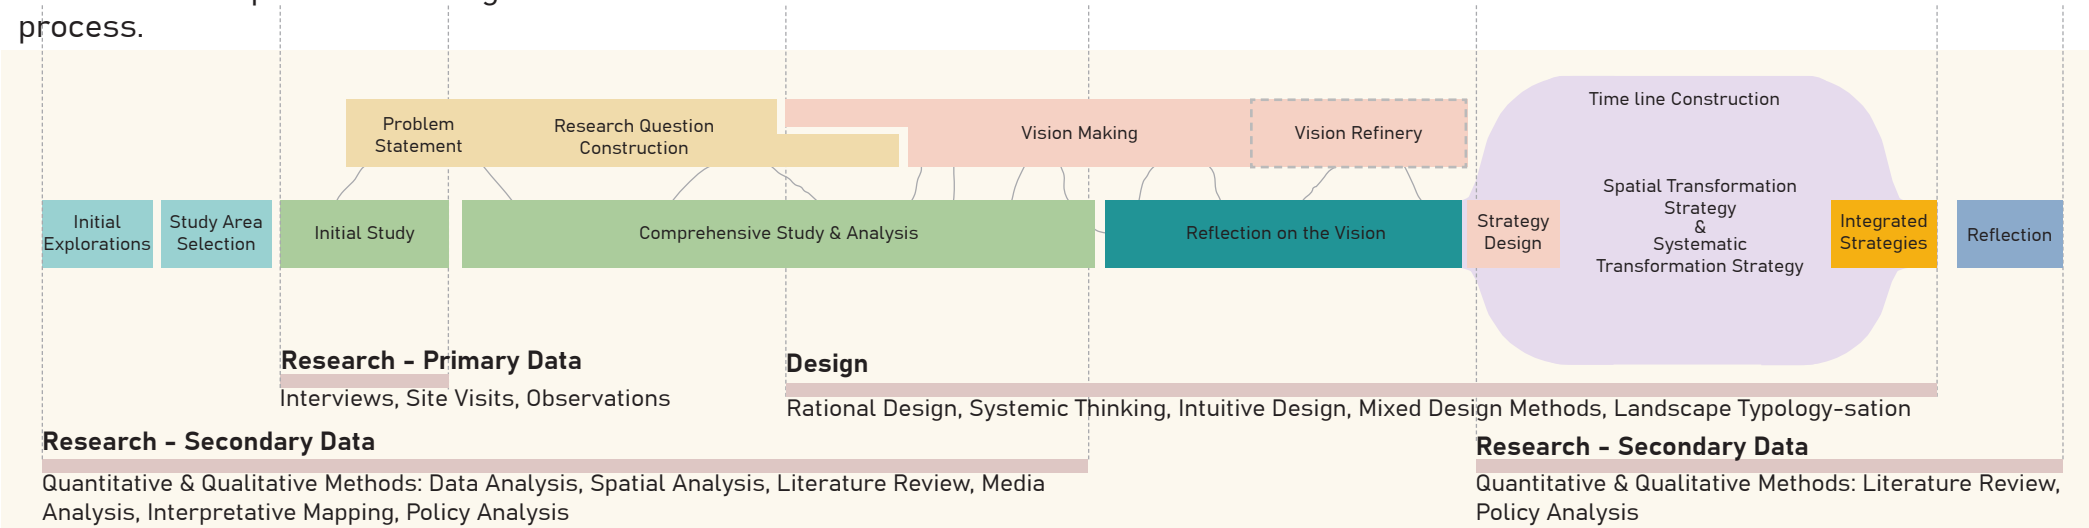 process.
Time line Construction
Problem
Statement
Research Question
Construction
Vision Making
Vision Refinery
Initial
Explorations
Study Area
Selection
Initial Study
Comprehensive Study & Analysis
Reflection on the Vision
Strategy
Design
Spatial Transformation
Strategy
&
Systematic
Transformation Strategy
Integrated
Strategies
Reflection
Research - Primary Data
Interviews, Site Visits, Observations
Design
Rational Design, Systemic Thinking, Intuitive Design, Mixed Design Methods, Landscape Typology-sation
Research - Secondary Data
Quantitative & Qualitative Methods: Data Analysis, Spatial Analysis, Literature Review, Media
Analysis, Interpretative Mapping, Policy Analysis
Research - Secondary Data
Quantitative & Qualitative Methods: Literature Review,
Policy Analysis